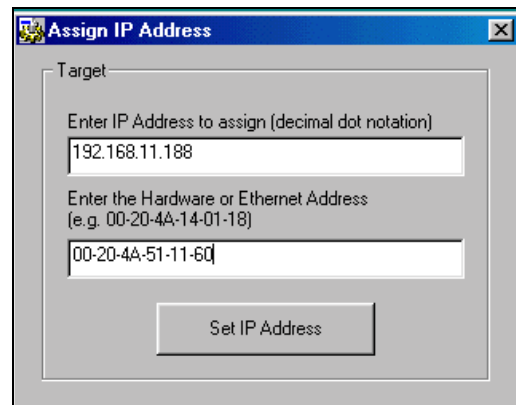 Assign IP Address
Target
Enter IP Address to assign (decimal dot notation)
192.168.11.188
Enter the Hardware or Ethernet Address
(e.g. 00-20-4A-14-01-18)
00-20-4A-51-11-60
Set IP Address